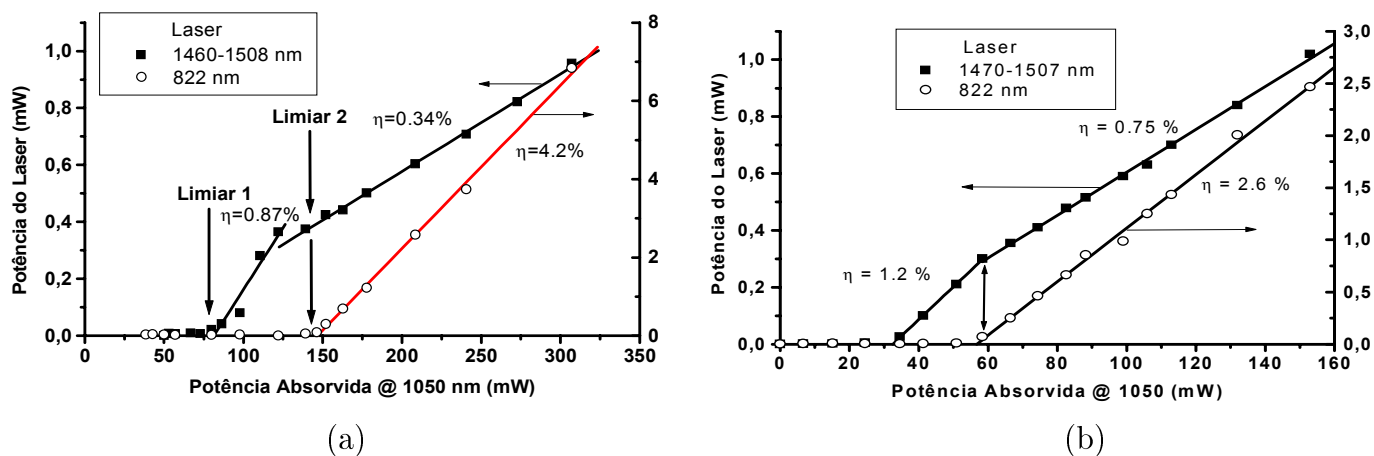 Laser
1460-1508 nm
822 nm
Limiar 1
Limiar 2
η=0.87%
η=0.34%
η=4.2%
Potência do Laser (mW)
1,0
0,8
0,6
0,4
0,2
0,0
8
6
4
2
0
0 50 100 150 200 250 300 350
Potência Absorvida @ 1050 nm (mW)
(a)
Laser
1470-1507 nm
822 nm
η = 1.2 %
η = 0.75 %
η = 2.6 %
Potência do Laser (mW)
1,0
0,8
0,6
0,4
0,2
0,0
3,0
2,5
2,0
1,5
1,0
0,5
0,0
0 20 40 60 80 100 120 140 160
Potência Absorvida @ 1050 (mW)
(b)